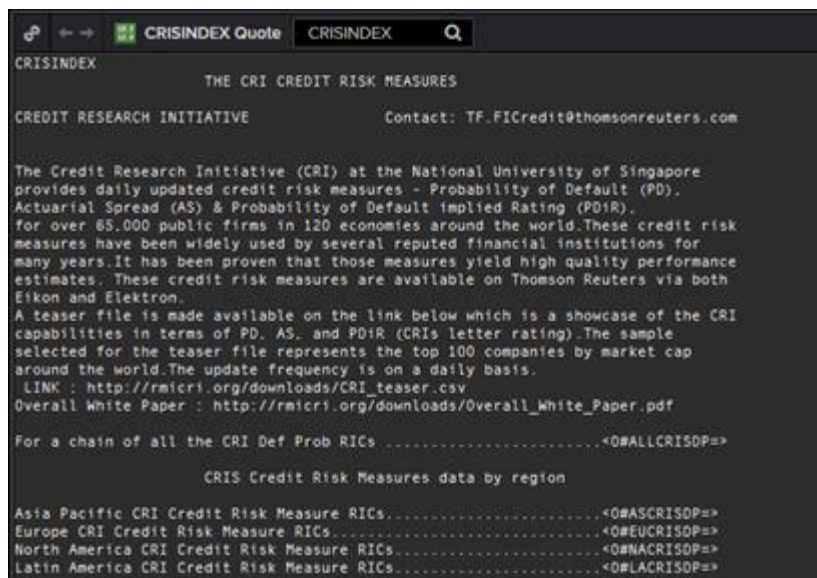 CRISINDEX Quote CRISINDEX
CRISINDEX
THE CRI CREDIT RISK MEASURES
CREDIT RESEARCH INITIATIVE Contact: TF.FICredit@thomsonreuters.com
The Credit Research Initiative (CRI) at the National University of Singapore
provides daily updated credit risk measures - Probability of Default (PD),
Actuarial Spread (AS) & Probability of Default implied Rating (PDiR),
for over 65,000 public firms in 120 economies around the world.These credit risk
measures have been widely used by several reputed financial institutions for
many years.It has been proven that those measures yield high quality performance
estimates. These credit risk measures are available on Thomson Reuters via both
Eikon and Elektron.
A teaser file is made available on the link below which is a showcase of the CRI
capabilities in terms of PD, AS, and PDiR (CRIs letter rating).The sample
selected for the teaser file represents the top 100 companies by market cap
around the world.The update frequency is on a daily basis.
LINK : http://rmicri.org/downloads/CRI_teaser.csv
Overall White Paper : http://rmicri.org/downloads/Overall_White_Paper.pdf
For a chain of all the CRI Def Prob RICs ........................<0#ALLCRISDP=>
CRIS Credit Risk Measures data by region
Asia Pacific CRI Credit Risk Measure RICs.......................<0#ASCRISDP=>
Europe CRI Credit Risk Measure RICs.............................<0#EUCRISDP=>
North America CRI Credit Risk Measure RICs......................<0#NACRISDP=>
Latin America CRI Credit Risk Measure RICs......................<0#LACRISDP=>